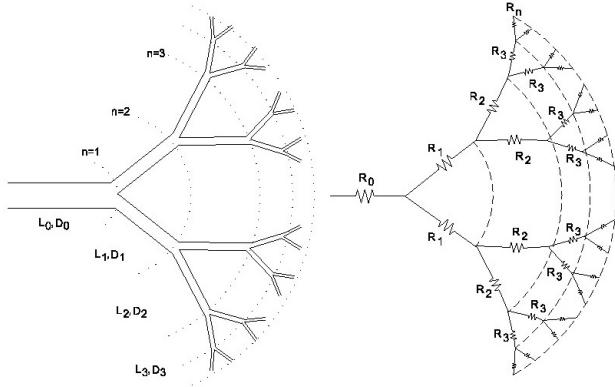 n=3
n=2
n=1
L0,D0
L1,D1
L2,D2
L3,D3
Rn
R3
R3
R2
R3
R1
R2
R3
R0
R1
R2
R3
R3
R2
R3
R3